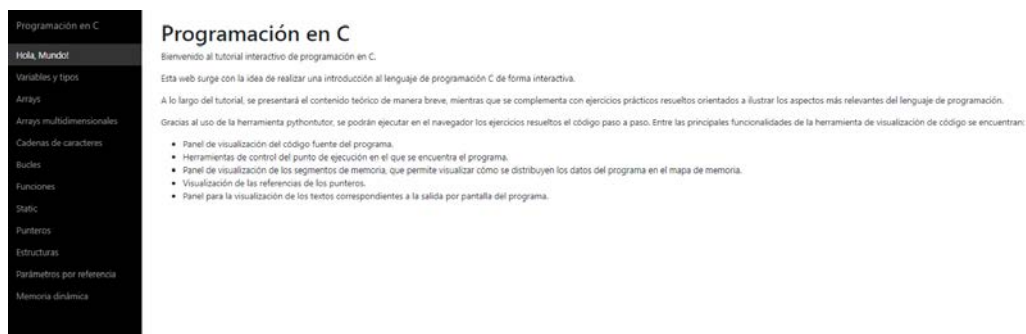 Programación en C
Hola, Mundo!
Variables y tipos
Arrays
Arrays multidimensionales
Cadenas de caracteres
Bucles
Funciones
Static
Punteros
Estructuras
Parámetros por referencia
Memoria dinámica
Programación en C
Bienvenido al tutorial interactivo de programación en C.
Esta web surge con la idea de realizar una introducción al lenguaje de programación C de forma interactiva.
A lo largo del tutorial, se presentará el contenido teórico de manera breve, mientras que se complementa con ejercicios prácticos resueltos orientados a ilustrar los aspectos más relevantes del lenguaje de programación.
Gracias al uso de la herramienta pythontutor, se podrán ejecutar en el navegador los ejercicios resueltos el código paso a paso. Entre las principales funcionalidades de la herramienta de visualización de código se encuentran:
• Panel de visualización del código fuente del programa.
• Herramientas de control del punto de ejecución en el que se encuentra el programa.
• Panel de visualización de los segmentos de memoria, que permite visualizar cómo se distribuyen los datos del programa en el mapa de memoria.
• Visualización de las referencias de los punteros.
• Panel para la visualización de los textos correspondientes a la salida por pantalla del programa.